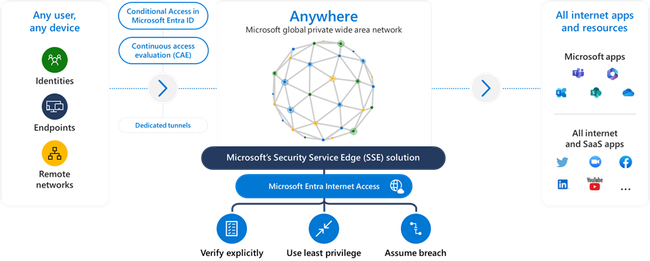 Any user,
any device
Identities
Endpoints
Remote
networks
Conditional Access in
Microsoft Entra ID
Continuous access
evaluation (CAE)
Dedicated tunnels
Anywhere
Microsoft global private wide area network
Microsoft's Security Service Edge (SSE) solution
Microsoft Entra Internet Access
Verify explicitly
Use least privilege
Assume breach
All internet apps
and resources
Microsoft apps
All internet
and SaaS apps
YouTube
...